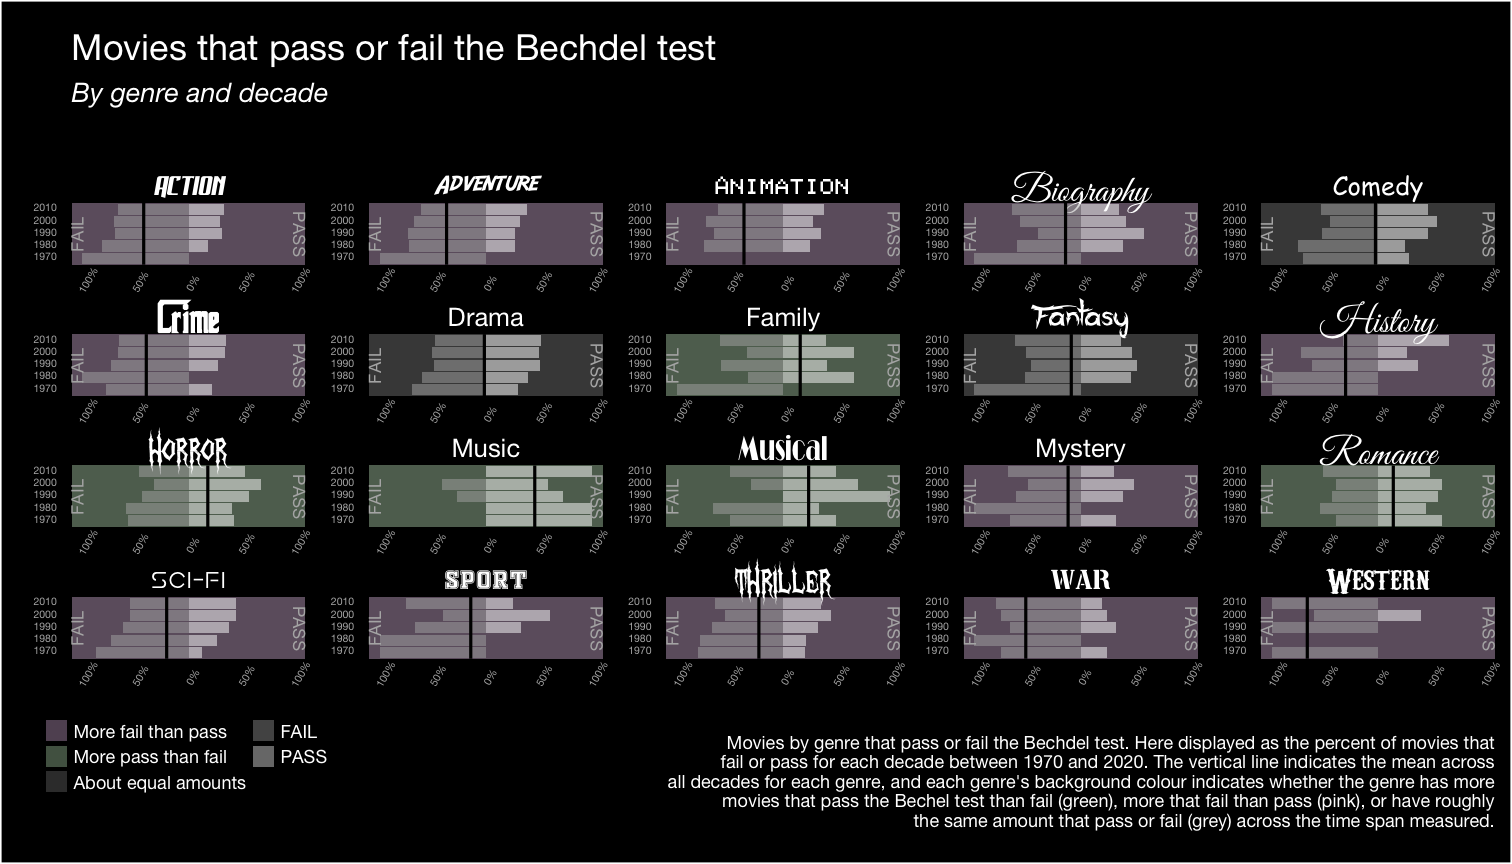 Movies that pass or fail the Bechdel test
By genre and decade
ACTION
2010
2000
1990
1980
1970
FAIL
PASS
100% 50% 0% 50% 100%
ADVENTURE
2010
2000
1990
1980
1970
FAIL
PASS
100% 50% 0% 50% 100%
ANIMATION
2010
2000
1990
1980
1970
FAIL
PASS
100% 50% 0% 50% 100%
Biography
2010
2000
1990
1980
1970
FAIL
PASS
100% 50% 0% 50% 100%
Comedy
2010
2000
1990
1980
1970
FAIL
PASS
100% 50% 0% 50% 100%
Crime
2010
2000
1990
1980
1970
FAIL
PASS
100% 50% 0% 50% 100%
Drama
2010
2000
1990
1980
1970
FAIL
PASS
100% 50% 0% 50% 100%
Family
2010
2000
1990
1980
1970
FAIL
PASS
100% 50% 0% 50% 100%
Fantasy
2010
2000
1990
1980
1970
FAIL
PASS
100% 50% 0% 50% 100%
History
2010
2000
1990
1980
1970
FAIL
PASS
100% 50% 0% 50% 100%
HORROR
2010
2000
1990
1980
1970
FAIL
PASS
100% 50% 0% 50% 100%
Music
2010
2000
1990
1980
1970
FAIL
PASS
100% 50% 0% 50% 100%
Musical
2010
2000
1990
1980
1970
FAIL
PASS
100% 50% 0% 50% 100%
Mystery
2010
2000
1990
1980
1970
FAIL
PASS
100% 50% 0% 50% 100%
Romance
2010
2000
1990
1980
1970
FAIL
PASS
100% 50% 0% 50% 100%
SCI-FI
2010
2000
1990
1980
1970
FAIL
PASS
100% 50% 0% 50% 100%
SPORT
2010
2000
1990
1980
1970
FAIL
PASS
100% 50% 0% 50% 100%
THRILLER
2010
2000
1990
1980
1970
FAIL
PASS
100% 50% 0% 50% 100%
WAR
2010
2000
1990
1980
1970
FAIL
PASS
100% 50% 0% 50% 100%
WESTERN
2010
2000
1990
1980
1970
FAIL
PASS
100% 50% 0% 50% 100%
More fail than pass
More pass than fail
About equal amounts
FAIL
PASS
Movies by genre that pass or fail the Bechdel test. Here displayed as the percent of movies that
fail or pass for each decade between 1970 and 2020. The vertical line indicates the mean across
all decades for each genre, and each genre's background colour indicates whether the genre has more
movies that pass the Bechel test than fail (green), more that fail than pass (pink), or have roughly
the same amount that pass or fail (grey) across the time span measured.